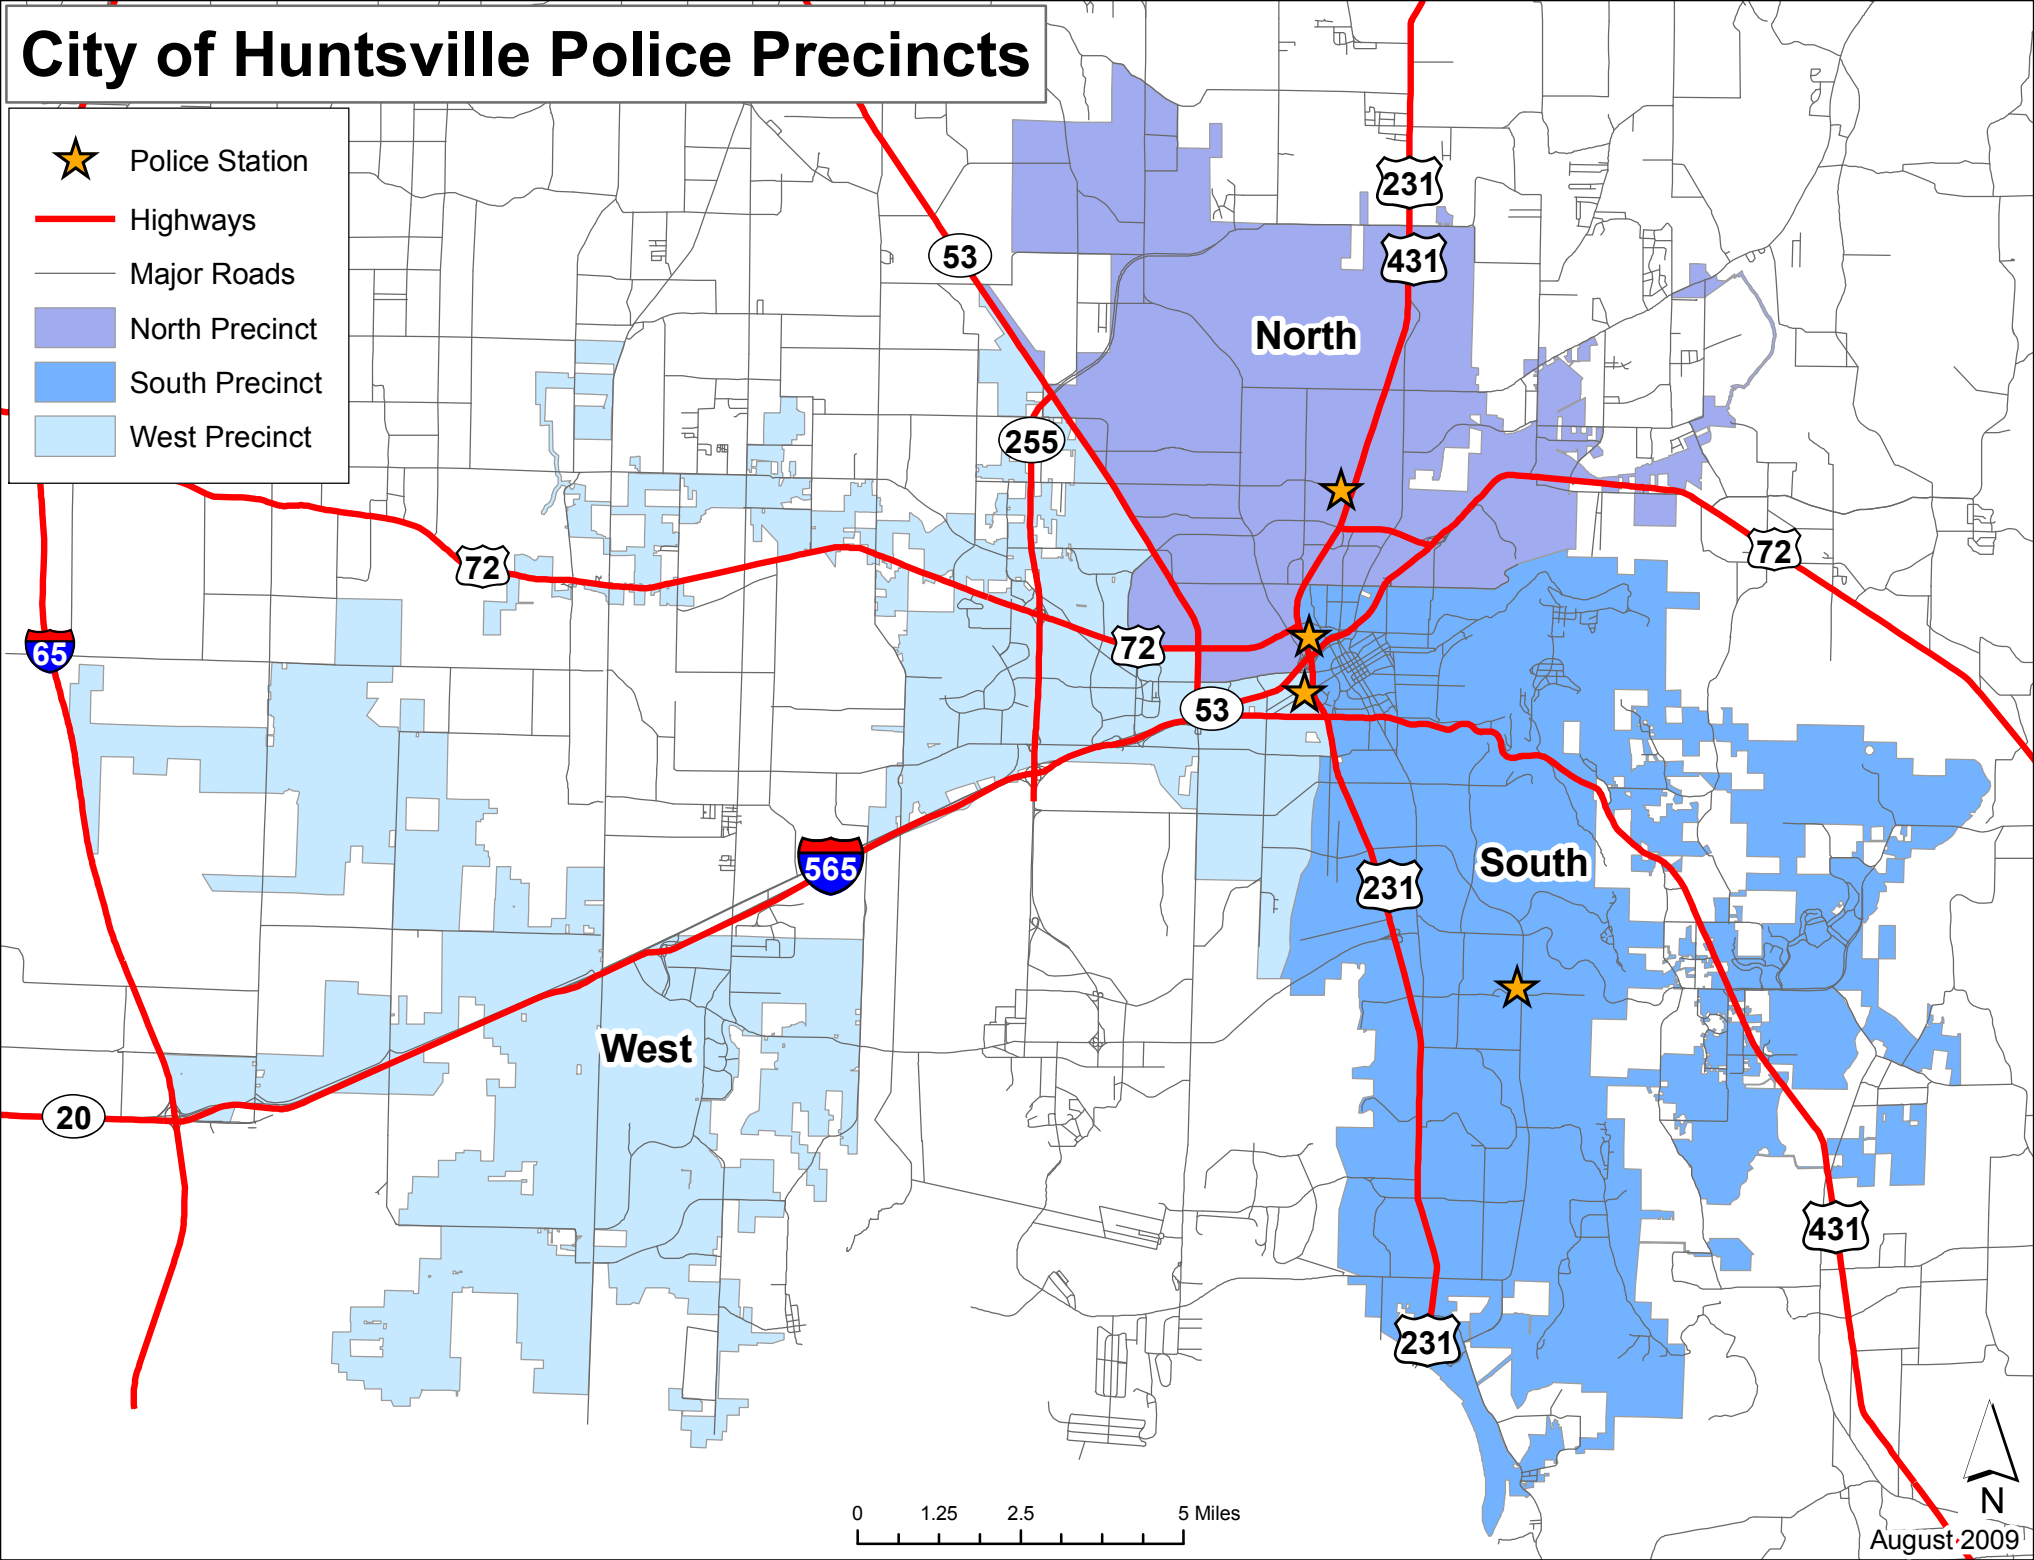 City of Huntsville Police Precincts
Police Station
Highways
Major Roads
North Precinct
South Precinct
West Precinct
231
53
431
North
255
72
72
72
65
53
565
South
231
West
20
431
231
0 1.25 2.5 5 Miles
N
August 2009